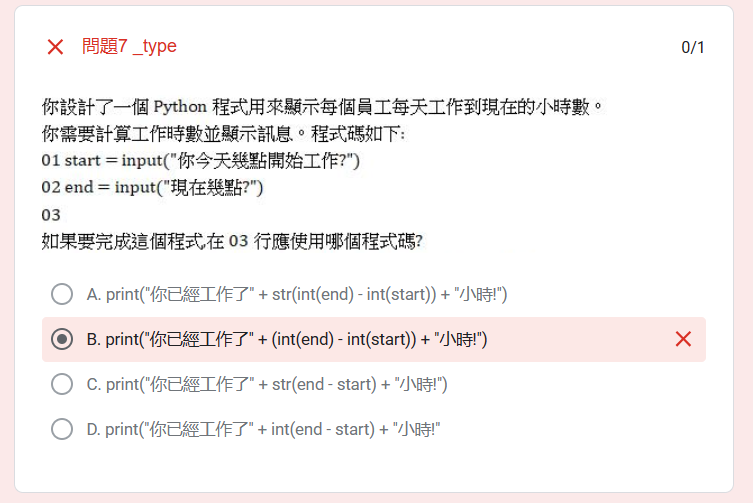 問題7 _type
0/1
你設計了一個 Python 程式用來顯示每個員工每天工作到現在的小時數。
你需要計算工作時數並顯示訊息。程式碼如下:
01 start = input("你今天幾點開始工作?")
02 end = input("現在幾點?")
03
如果要完成這個程式,在 03 行應使用哪個程式碼?
A. print("你已經工作了" + str(int(end) - int(start)) + "小時!")
B. print("你已經工作了" + (int(end) - int(start)) + "小時!")
C. print("你已經工作了" + str(end - start) + "小時!")
D. print("你已經工作了" + int(end - start) + "小時!"